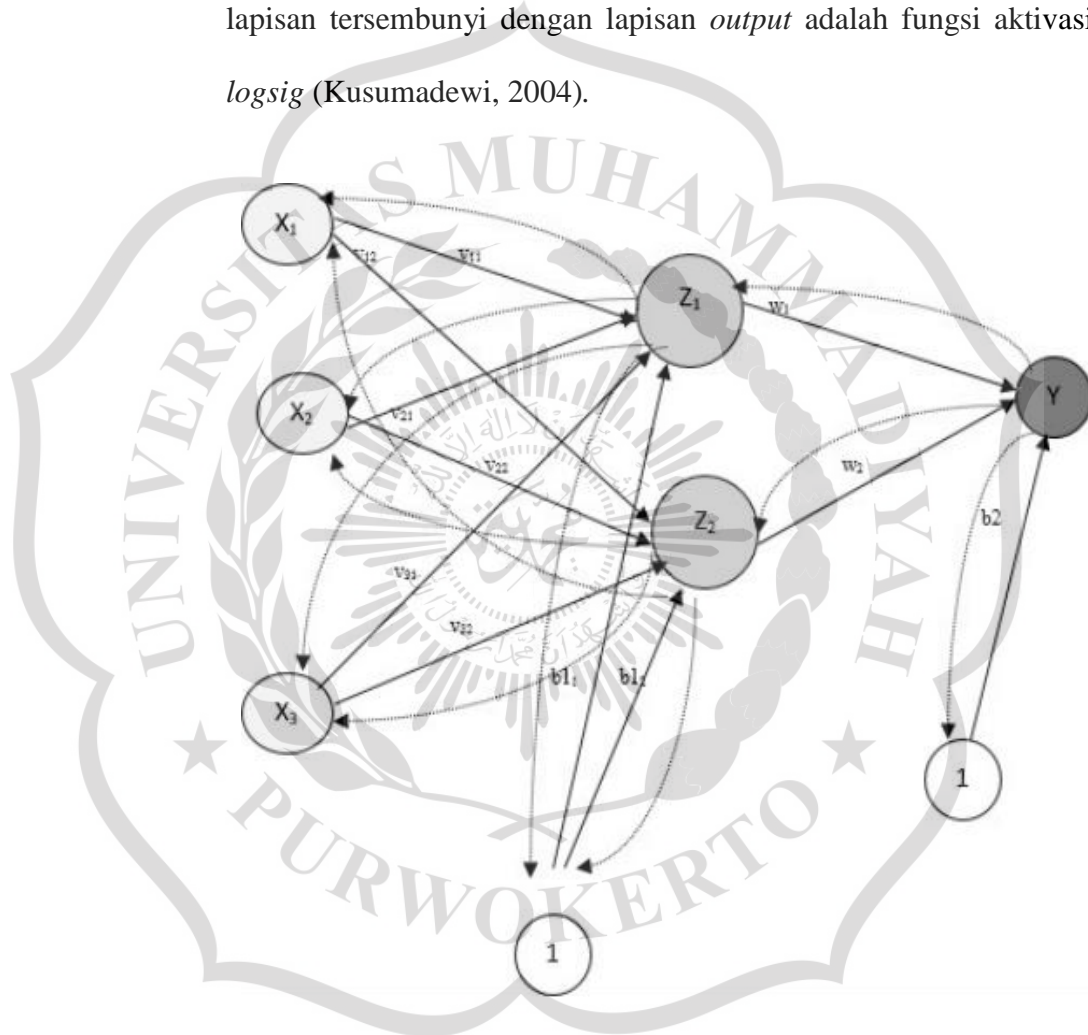 lapisan tersembunyi dengan lapisan output adalah fungsi aktivasi
logsig (Kusumadewi, 2004).
UNIVERSITAS MUHAMMADIYAH
PURWOKERTO
X₁
V₁₂
V₁₁
Z₁
W₁
X₂
V₂₁
V₂₂
Y
Z₂
W₂
b2
V₃₁
V₃₂
X₃
b1₁
b1₂
1
1